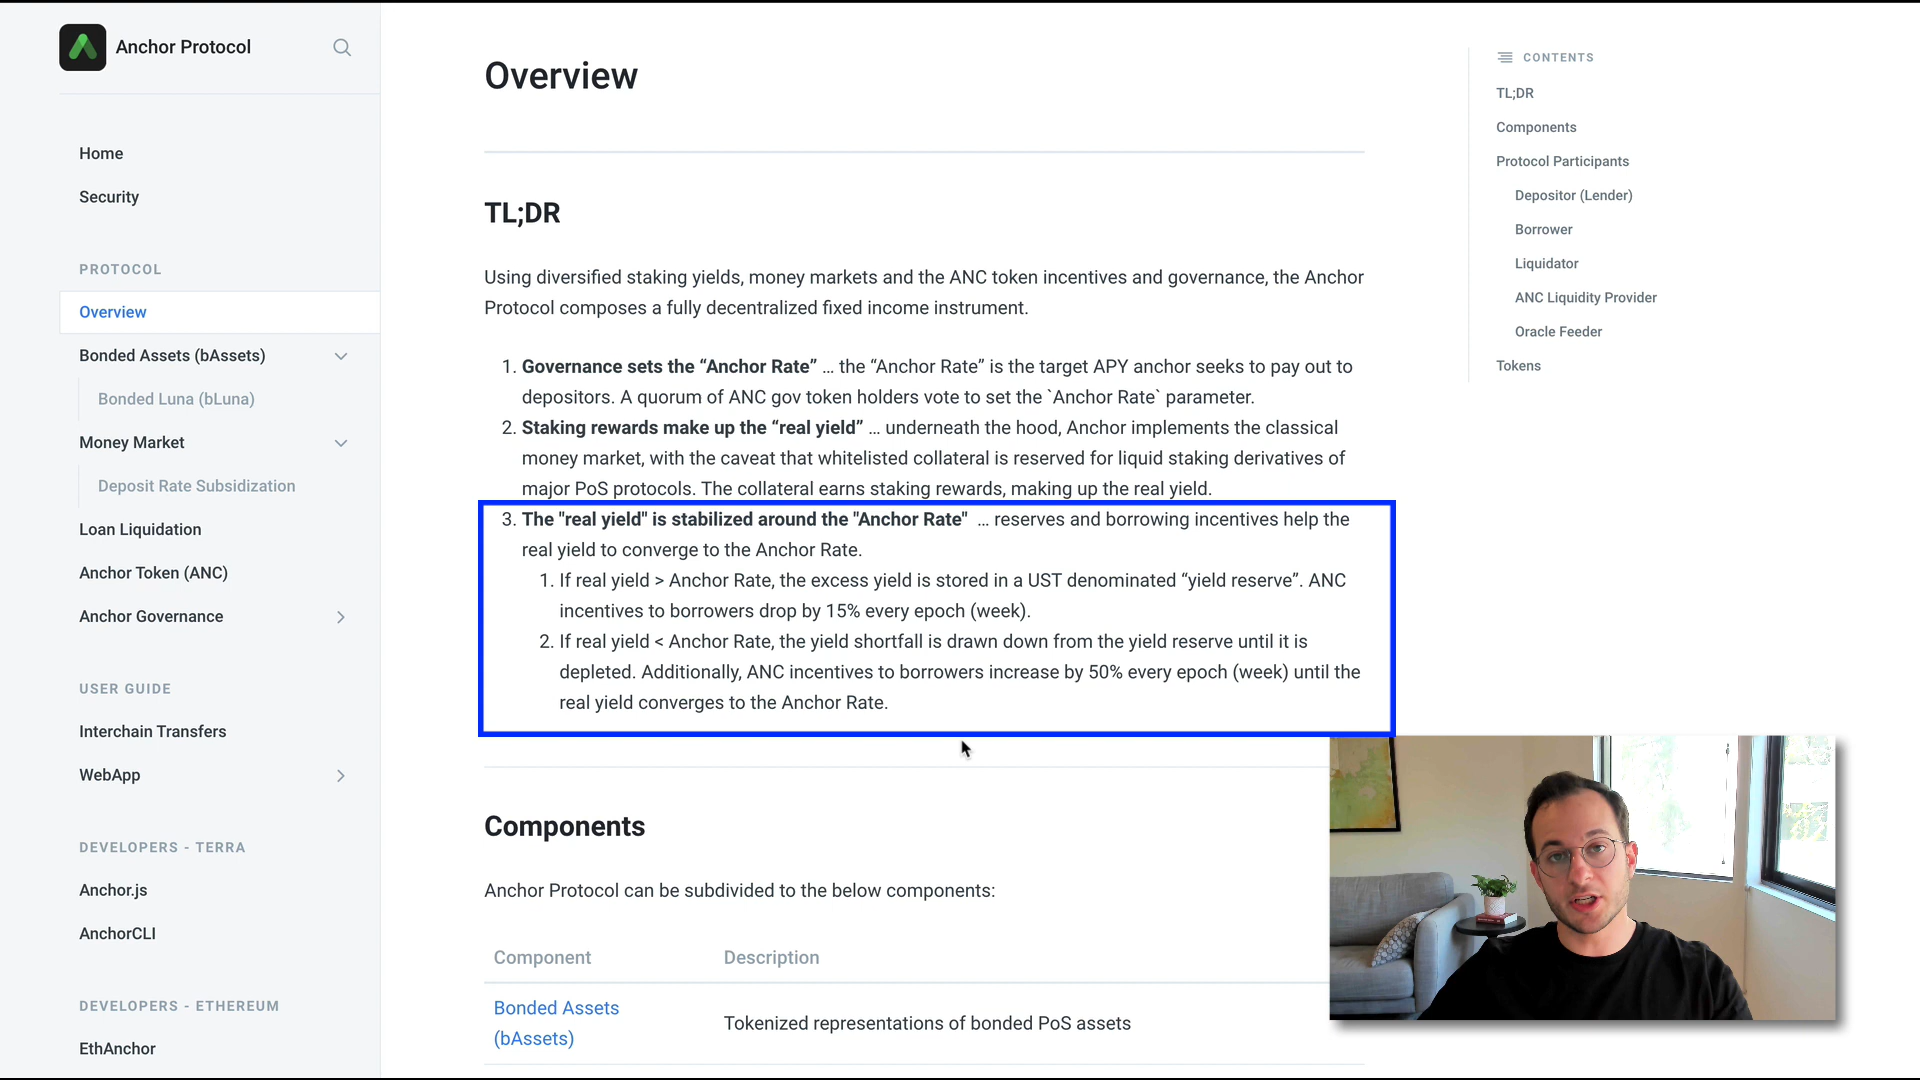 Anchor Protocol
Home
Security
PROTOCOL
Overview
Bonded Assets (bAssets)
Bonded Luna (bLuna)
Money Market
Deposit Rate Subsidization
Loan Liquidation
Anchor Token (ANC)
Anchor Governance
USER GUIDE
Interchain Transfers
WebApp
DEVELOPERS - TERRA
Anchor.js
AnchorCLI
DEVELOPERS - ETHEREUM
EthAnchor
Overview
TL;DR
Using diversified staking yields, money markets and the ANC token incentives and governance, the Anchor
Protocol composes a fully decentralized fixed income instrument.
1. Governance sets the “Anchor Rate” … the “Anchor Rate” is the target APY anchor seeks to pay out to
depositors. A quorum of ANC gov token holders vote to set the `Anchor Rate` parameter.
2. Staking rewards make up the “real yield” … underneath the hood, Anchor implements the classical
money market, with the caveat that whitelisted collateral is reserved for liquid staking derivatives of
major PoS protocols. The collateral earns staking rewards, making up the real yield.
3. The "real yield" is stabilized around the "Anchor Rate" … reserves and borrowing incentives help the
real yield to converge to the Anchor Rate.
1. If real yield > Anchor Rate, the excess yield is stored in a UST denominated “yield reserve”. ANC
incentives to borrowers drop by 15% every epoch (week).
2. If real yield < Anchor Rate, the yield shortfall is drawn down from the yield reserve until it is
depleted. Additionally, ANC incentives to borrowers increase by 50% every epoch (week) until the
real yield converges to the Anchor Rate.
Components
Anchor Protocol can be subdivided to the below components:
Component Description
Bonded Assets
(bAssets)
Tokenized representations of bonded PoS assets
CONTENTS
TL;DR
Components
Protocol Participants
Depositor (Lender)
Borrower
Liquidator
ANC Liquidity Provider
Oracle Feeder
Tokens